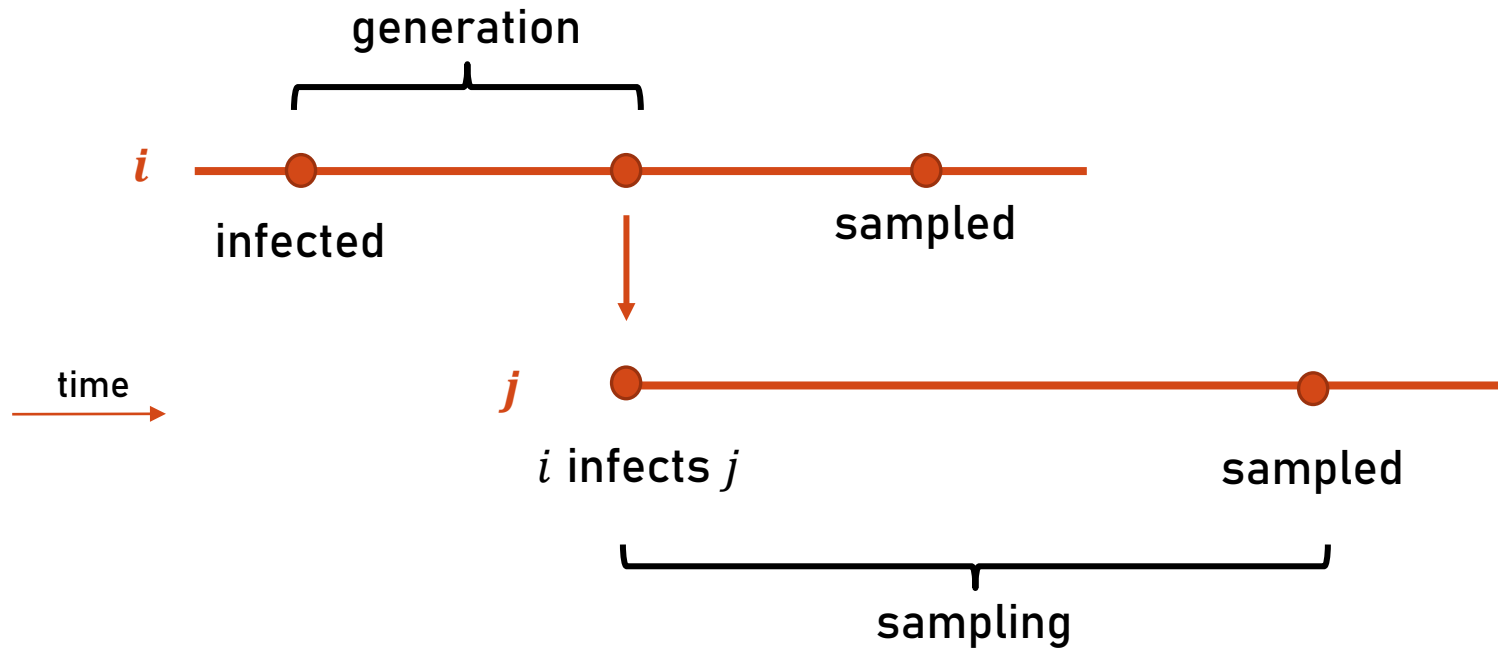 generation
i
infected
sampled
time
j
i infects j
sampled
sampling